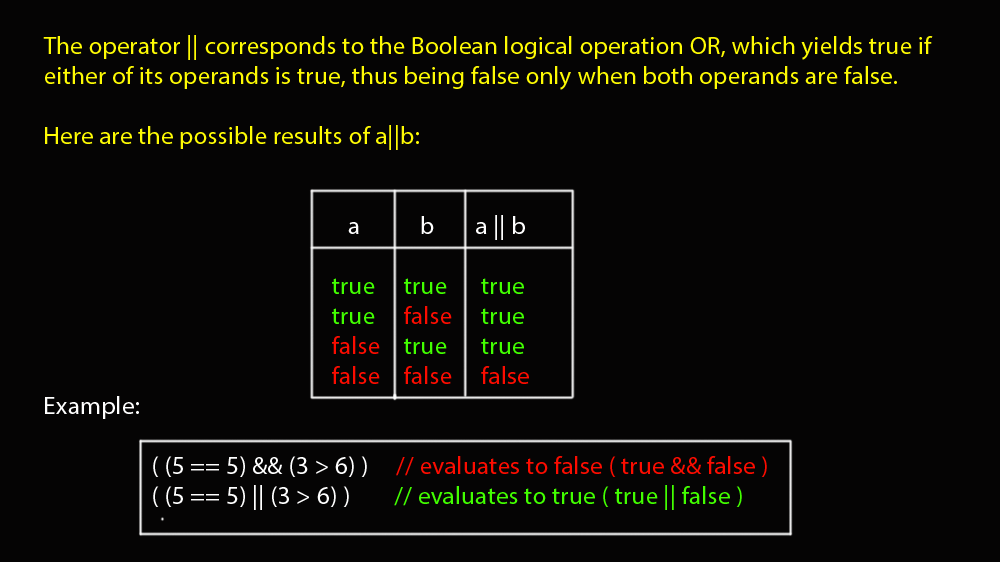 The operator || corresponds to the Boolean logical operation OR, which yields true if
either of its operands is true, thus being false only when both operands are false.
Here are the possible results of a||b:
a b a || b
true true true
true false true
false true true
false false false
Example:
( (5 == 5) && (3 > 6) ) // evaluates to false ( true && false )
( (5 == 5) || (3 > 6) ) // evaluates to true ( true || false )